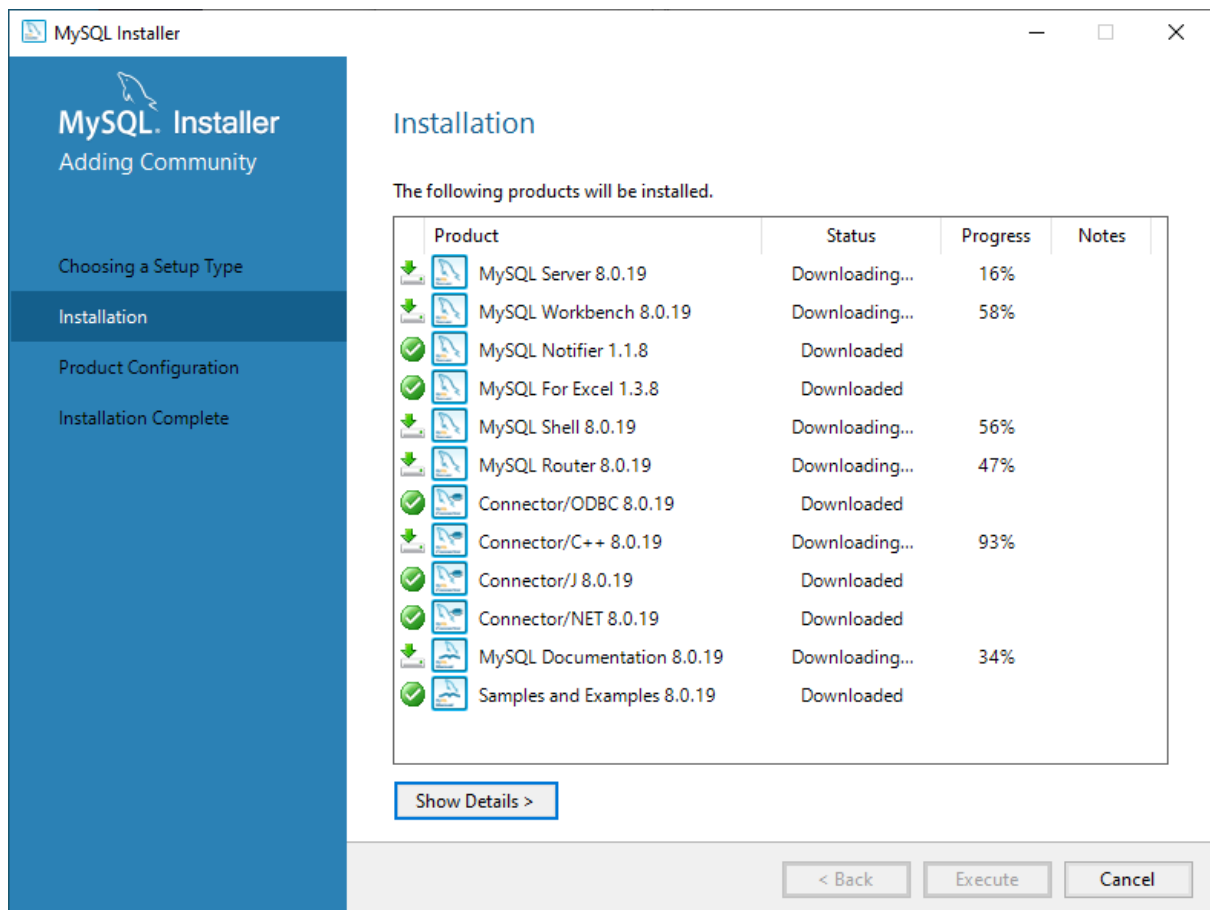 MySQL Installer
MySQL. Installer
Adding Community
Choosing a Setup Type
Installation
Product Configuration
Installation Complete
Installation
The following products will be installed.
Product Status Progress Notes
MySQL Server 8.0.19 Downloading... 16%
MySQL Workbench 8.0.19 Downloading... 58%
MySQL Notifier 1.1.8 Downloaded
MySQL For Excel 1.3.8 Downloaded
MySQL Shell 8.0.19 Downloading... 56%
MySQL Router 8.0.19 Downloading... 47%
Connector/ODBC 8.0.19 Downloaded
Connector/C++ 8.0.19 Downloading... 93%
Connector/J 8.0.19 Downloaded
Connector/NET 8.0.19 Downloaded
MySQL Documentation 8.0.19 Downloading... 34%
Samples and Examples 8.0.19 Downloaded
Show Details >
< Back Execute Cancel